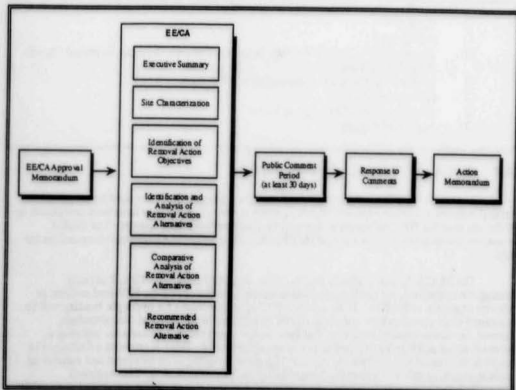 EE/CA
Executive Summary
Site Characterization
Identification of
Removal Action
Objectives
Identification and
Analysis of
Removal Action
Alternatives
Comparative
Analysis of
Removal Action
Alternatives
Recommended
Removal Action
Alternative
EE/CA Approval
Memorandum
Public Comment
Period
(at least 30 days)
Response to
Comments
Action
Memorandum